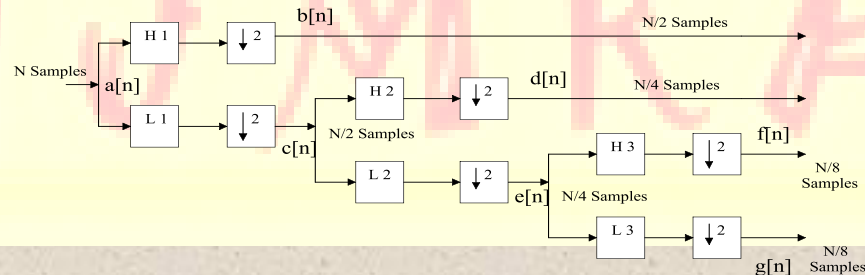 b[n]
H 1
2
N/2 Samples
N Samples
a[n]
H 2
2
d[n]
N/4 Samples
L 1
2
c[n]
N/2 Samples
H 3
2
f[n]
N/8
Samples
L 2
2
e[n]
N/4 Samples
L 3
2
g[n]
N/8
Samples